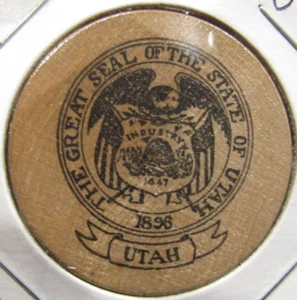 THE GREAT SEAL OF THE STATE OF UTAH
INDUSTRY
1847
1896
UTAH